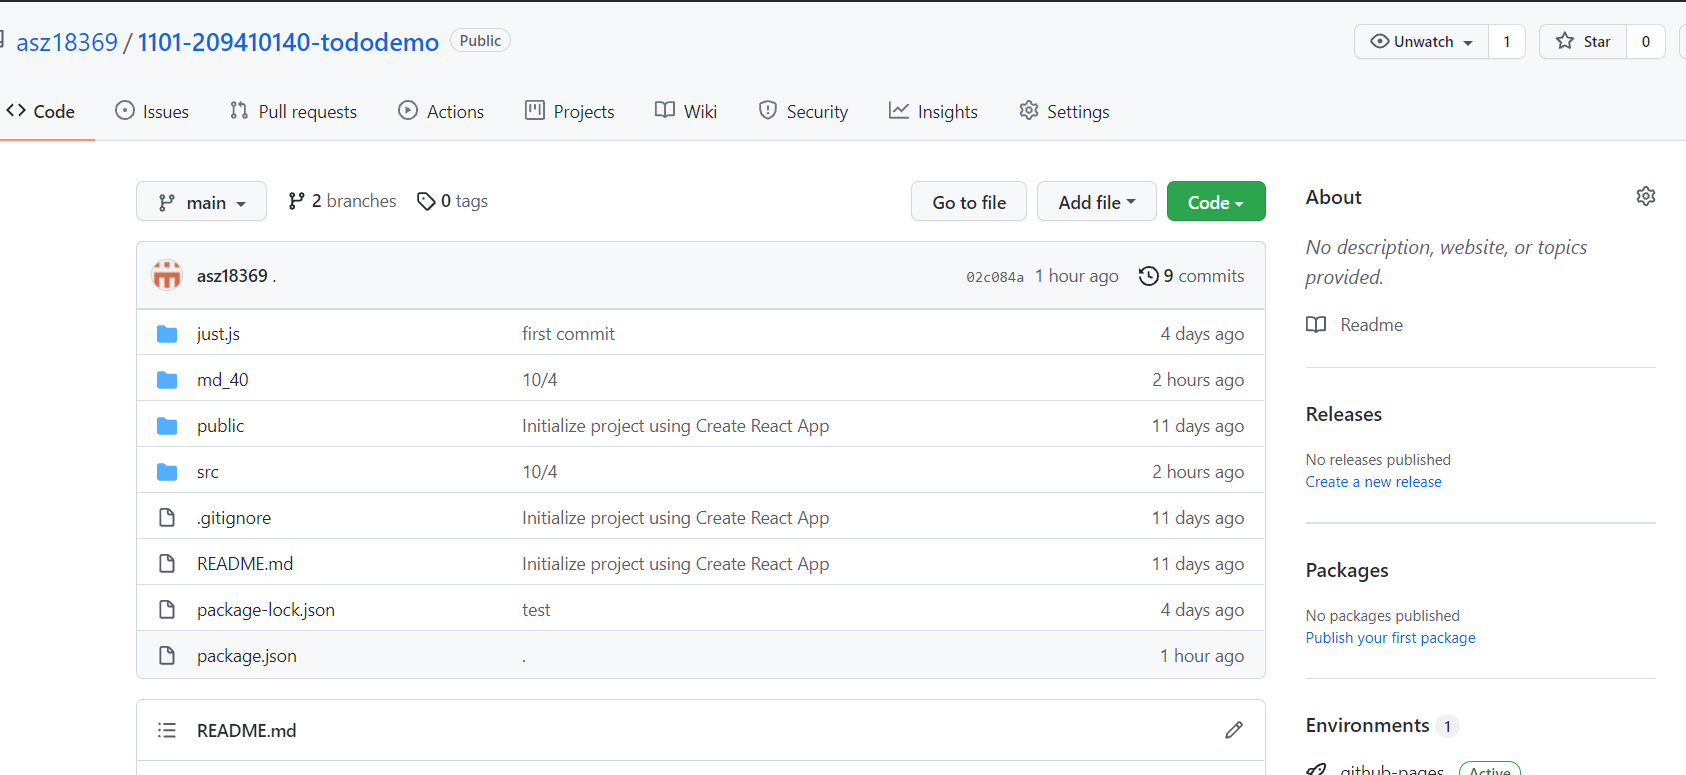 asz18369 / 1101-209410140-tododemo Public
Unwatch 1 Star 0
Code Issues Pull requests Actions Projects Wiki Security Insights Settings
main 2 branches 0 tags Go to file Add file Code
asz18369 . 02c084a 1 hour ago 9 commits
just.js first commit 4 days ago
md_40 10/4 2 hours ago
public Initialize project using Create React App 11 days ago
src 10/4 2 hours ago
.gitignore Initialize project using Create React App 11 days ago
README.md Initialize project using Create React App 11 days ago
package-lock.json test 4 days ago
package.json . 1 hour ago
README.md
About
No description, website, or topics
provided.
Readme
Releases
No releases published
Create a new release
Packages
No packages published
Publish your first package
Environments 1
github-pages Active